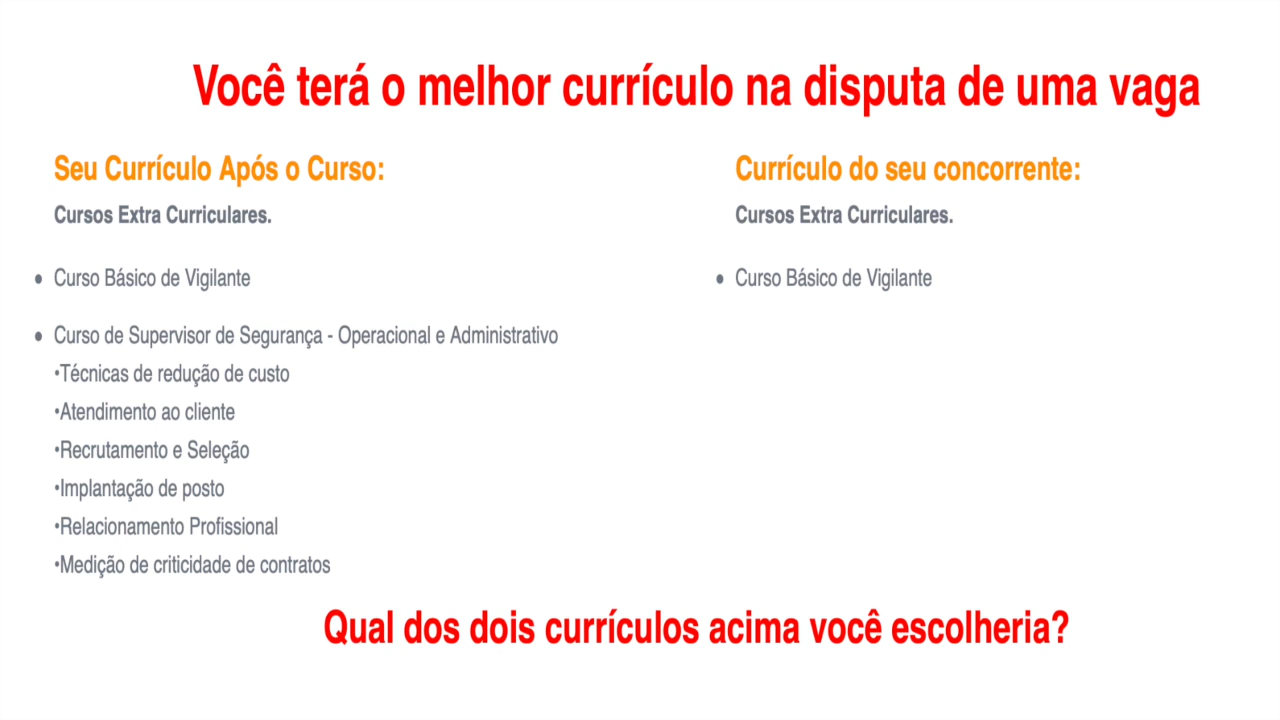 Você terá o melhor currículo na disputa de uma vaga
Seu Currículo Após o Curso:
Cursos Extra Curriculares.
• Curso Básico de Vigilante
• Curso de Supervisor de Segurança - Operacional e Administrativo
•Técnicas de redução de custo
•Atendimento ao cliente
•Recrutamento e Seleção
•Implantação de posto
•Relacionamento Profissional
•Medição de criticidade de contratos
Currículo do seu concorrente:
Cursos Extra Curriculares.
• Curso Básico de Vigilante
Qual dos dois currículos acima você escolheria?